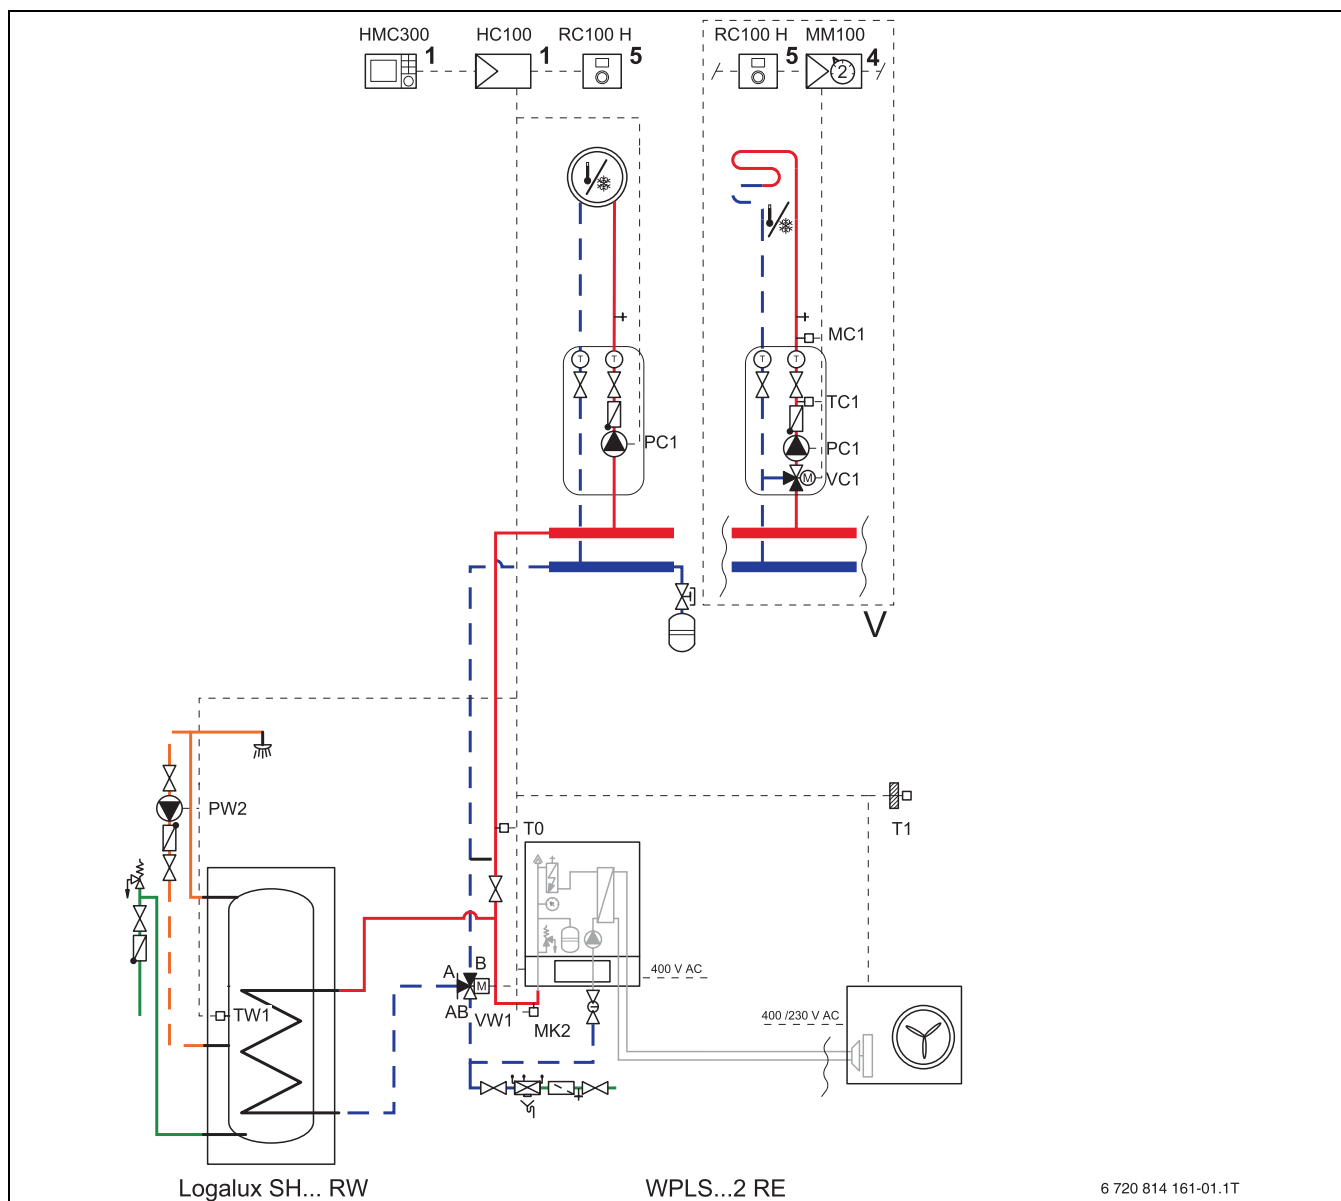 HMC300 HC100 RC100 H RC100 H MM100
1 1 5 5 2 4
MC1
T T T T
TC1
PC1 PC1
M VC1
V
PW2
T0 T1
A B
M
400 V AC
AB
TW1 VW1 MK2
400 /230 V AC
Logalux SH... RW WPLS...2 RE 6 720 814 161-01.1T